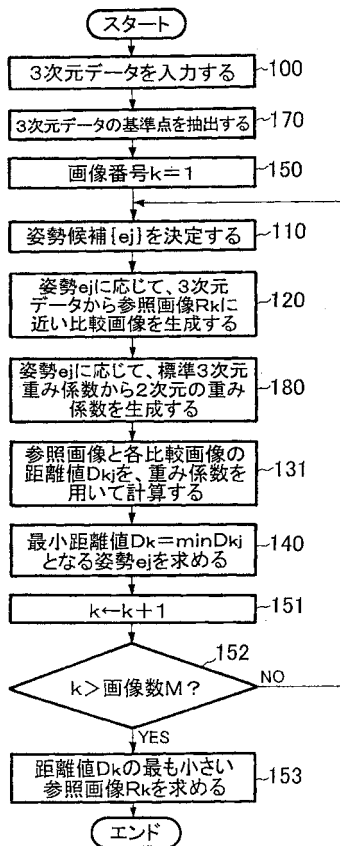 スタート
3次元データを入力する
100
3次元データの基準点を抽出する
170
画像番号k=1
150
姿勢候補{ej}を決定する
110
姿勢ejに応じて、3次元
データから参照画像Rkに
近い比較画像を生成する
120
姿勢ejに応じて、標準3次元
重み係数から2次元の重み
係数を生成する
180
参照画像と各比較画像の
距離値Dkjを、重み係数を
用いて計算する
131
最小距離値Dk=minDkj
となる姿勢ejを求める
140
k←k+1
151
152
k>画像数M?
NO
YES
距離値Dkの最も小さい
参照画像Rkを求める
153
エンド